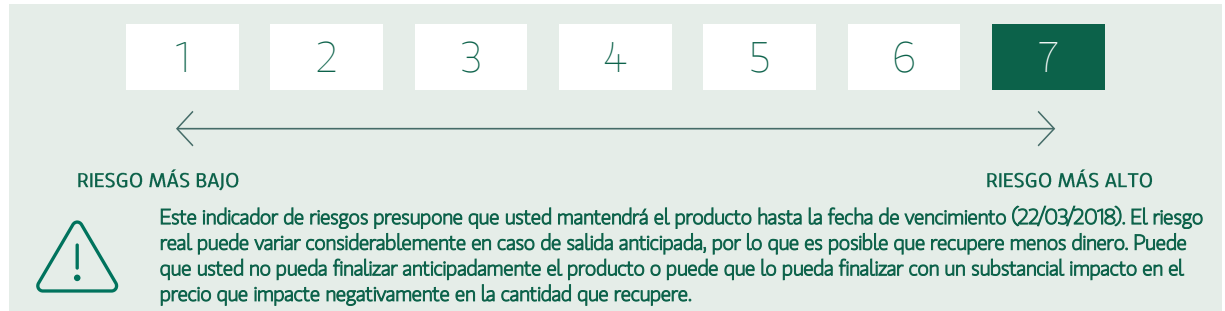 1 2 3 4 5 6 7
RIESGO MÁS BAJO RIESGO MÁS ALTO
Este indicador de riesgos presupone que usted mantendrá el producto hasta la fecha de vencimiento (22/03/2018). El riesgo
real puede variar considerablemente en caso de salida anticipada, por lo que es posible que recupere menos dinero. Puede
que usted no pueda finalizar anticipadamente el producto o puede que lo pueda finalizar con un substancial impacto en el
precio que impacte negativamente en la cantidad que recupere.